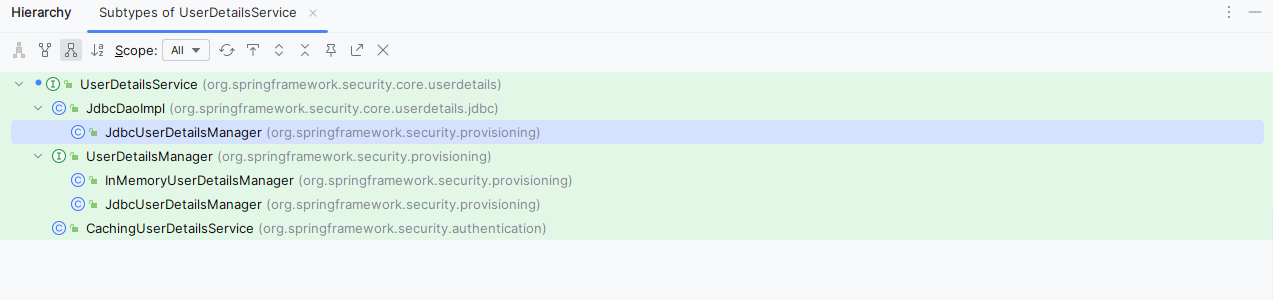 Hierarchy Subtypes of UserDetailsService
Scope: All
UserDetailsService (org.springframework.security.core.userdetails)
JdbcDaoImpl (org.springframework.security.core.userdetails.jdbc)
JdbcUserDetailsManager (org.springframework.security.provisioning)
UserDetailsManager (org.springframework.security.provisioning)
InMemoryUserDetailsManager (org.springframework.security.provisioning)
JdbcUserDetailsManager (org.springframework.security.provisioning)
CachingUserDetailsService (org.springframework.security.authentication)